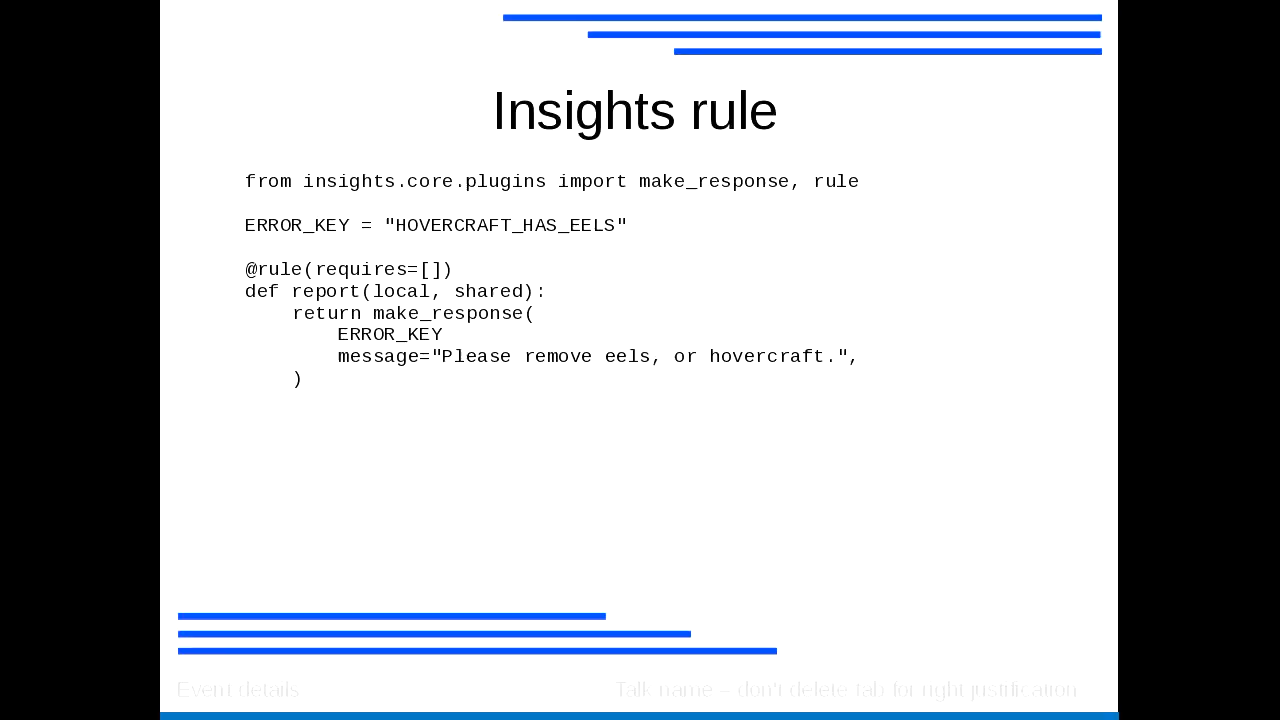 Insights rule
from insights.core.plugins import make_response, rule
ERROR_KEY = "HOVERCRAFT_HAS_EELS"
@rule(requires=[])
def report(local, shared):
    return make_response(
        ERROR_KEY
        message="Please remove eels, or hovercraft.",
    )
Event details
Talk name – don't delete tab for right justification